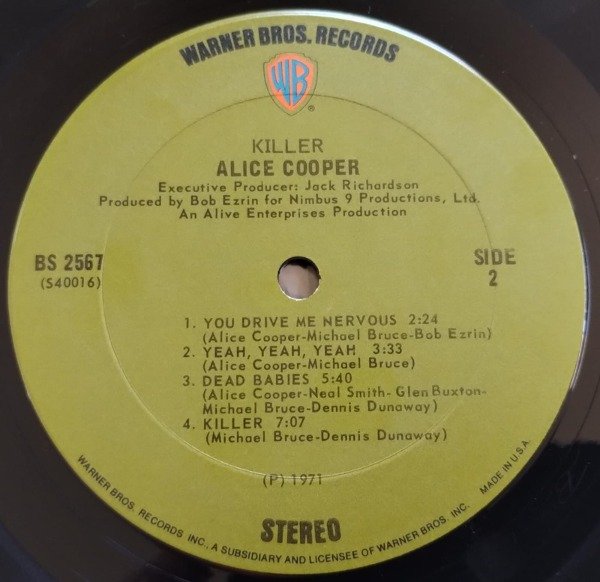 WARNER BROS. RECORDS
WB
®
KILLER
ALICE COOPER
Executive Producer: Jack Richardson
Produced by Bob Ezrin for Nimbus 9 Productions, Ltd.
An Alive Enterprises Production
BS 2567
(S40016)
SIDE
2
1. YOU DRIVE ME NERVOUS 2:24
(Alice Cooper-Michael Bruce-Bob Ezrin)
2. YEAH, YEAH, YEAH 3:33
(Alice Cooper-Michael Bruce)
3. DEAD BABIES 5:40
(Alice Cooper-Neal Smith- Glen Buxton-
Michael Bruce-Dennis Dunaway)
4. KILLER 7:07
(Michael Bruce-Dennis Dunaway)
(P) 1971
STEREO
WARNER BROS. RECORDS INC., A SUBSIDIARY AND LICENSEE OF WARNER BROS. INC. MADE IN U.S.A.